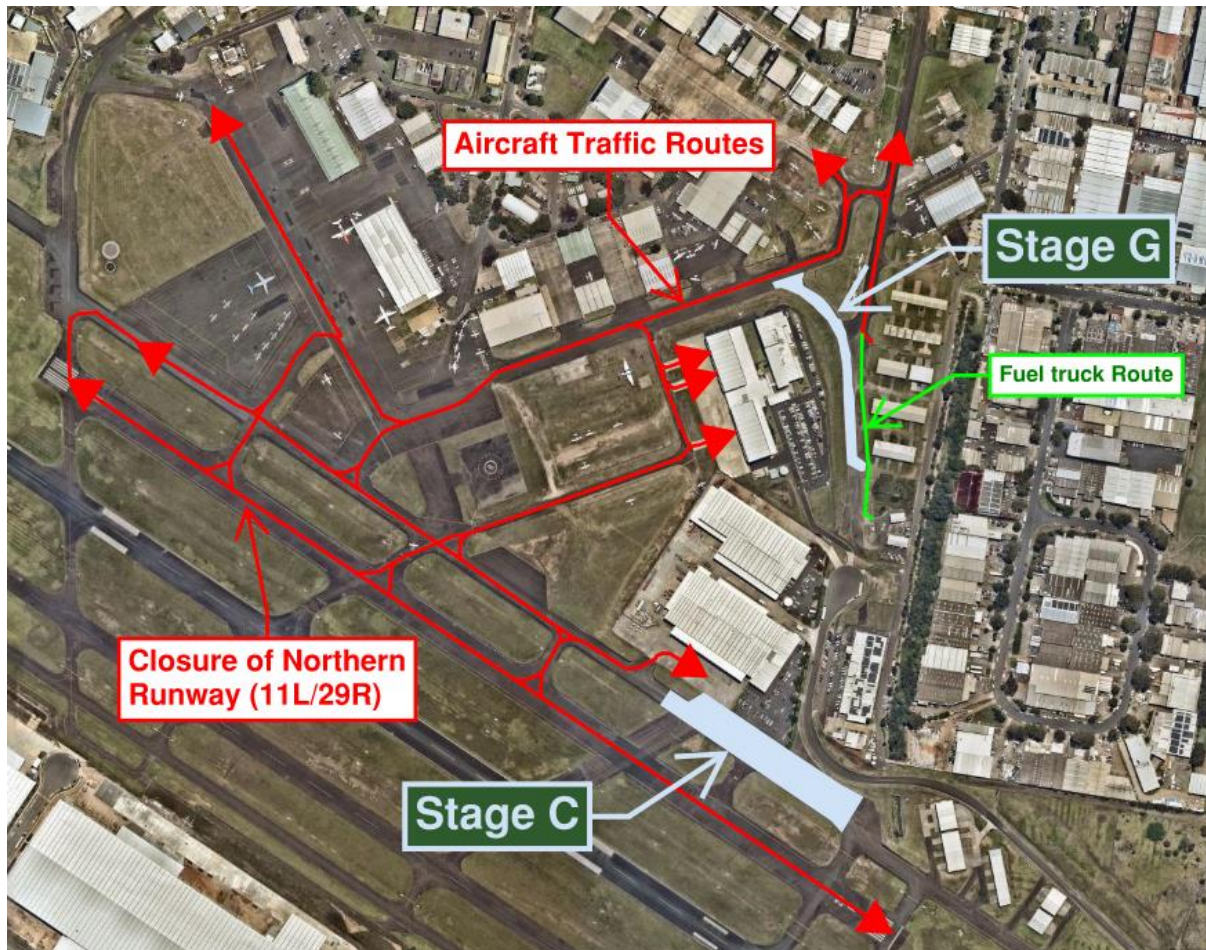 Aircraft Traffic Routes
Stage G
Fuel truck Route
Closure of Northern
Runway (11L/29R)
Stage C